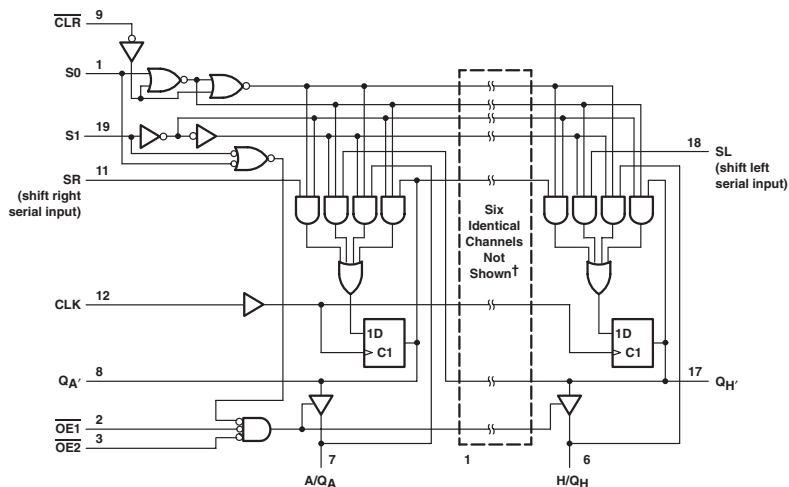 CLR 9
S0 1
S1 19
18 SL
(shift left
serial input)
SR 11
(shift right
serial input)
Six
Identical
Channels
Not
Shown†
CLK 12
1D
C1
1D
C1
QA′ 8
17 QH′
OE1 2
OE2 3
7
A/QA
1
6
H/QH